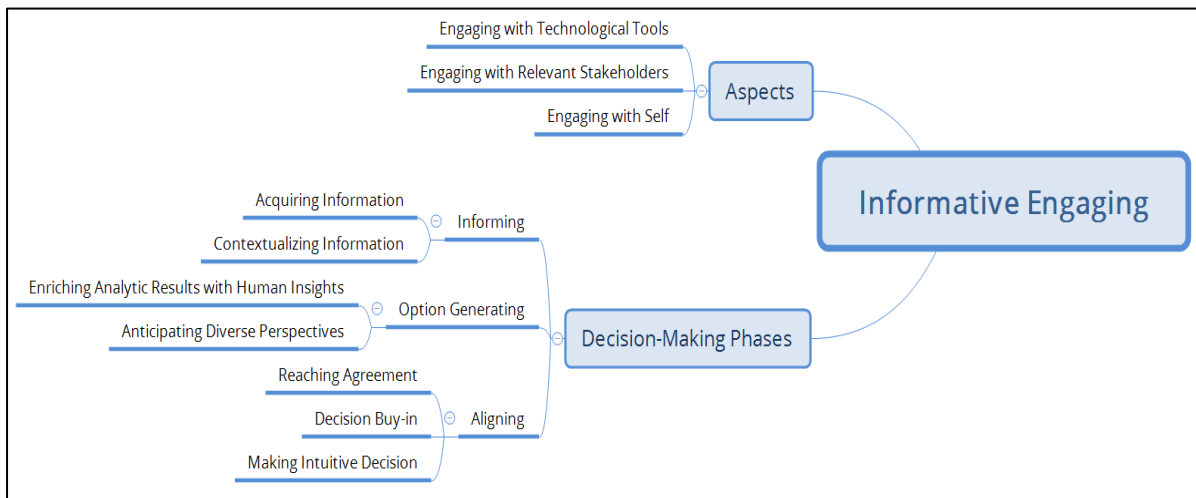 Engaging with Technological Tools
Engaging with Relevant Stakeholders
Engaging with Self
Aspects
Informative Engaging
Acquiring Information
Contextualizing Information
Informing
Enriching Analytic Results with Human Insights
Anticipating Diverse Perspectives
Option Generating
Decision-Making Phases
Reaching Agreement
Decision Buy-in
Making Intuitive Decision
Aligning